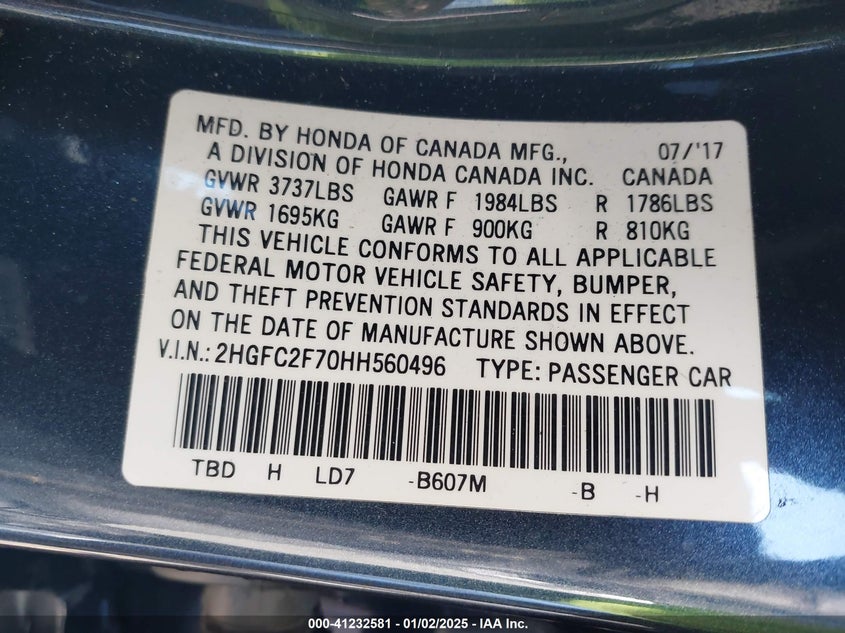 MFD. BY HONDA OF CANADA MFG., 07/'17
A DIVISION OF HONDA CANADA INC. CANADA
GVWR 3737LBS GAWR F 1984LBS R 1786LBS
GVWR 1695KG GAWR F 900KG R 810KG
THIS VEHICLE CONFORMS TO ALL APPLICABLE
FEDERAL MOTOR VEHICLE SAFETY, BUMPER,
AND THEFT PREVENTION STANDARDS IN EFFECT
ON THE DATE OF MANUFACTURE SHOWN ABOVE.
V.I.N.: 2HGFC2F70HH560496 TYPE: PASSENGER CAR
TBD H LD7 -B607M -B -H
000-41232581 - 01/02/2025 - IAA Inc.